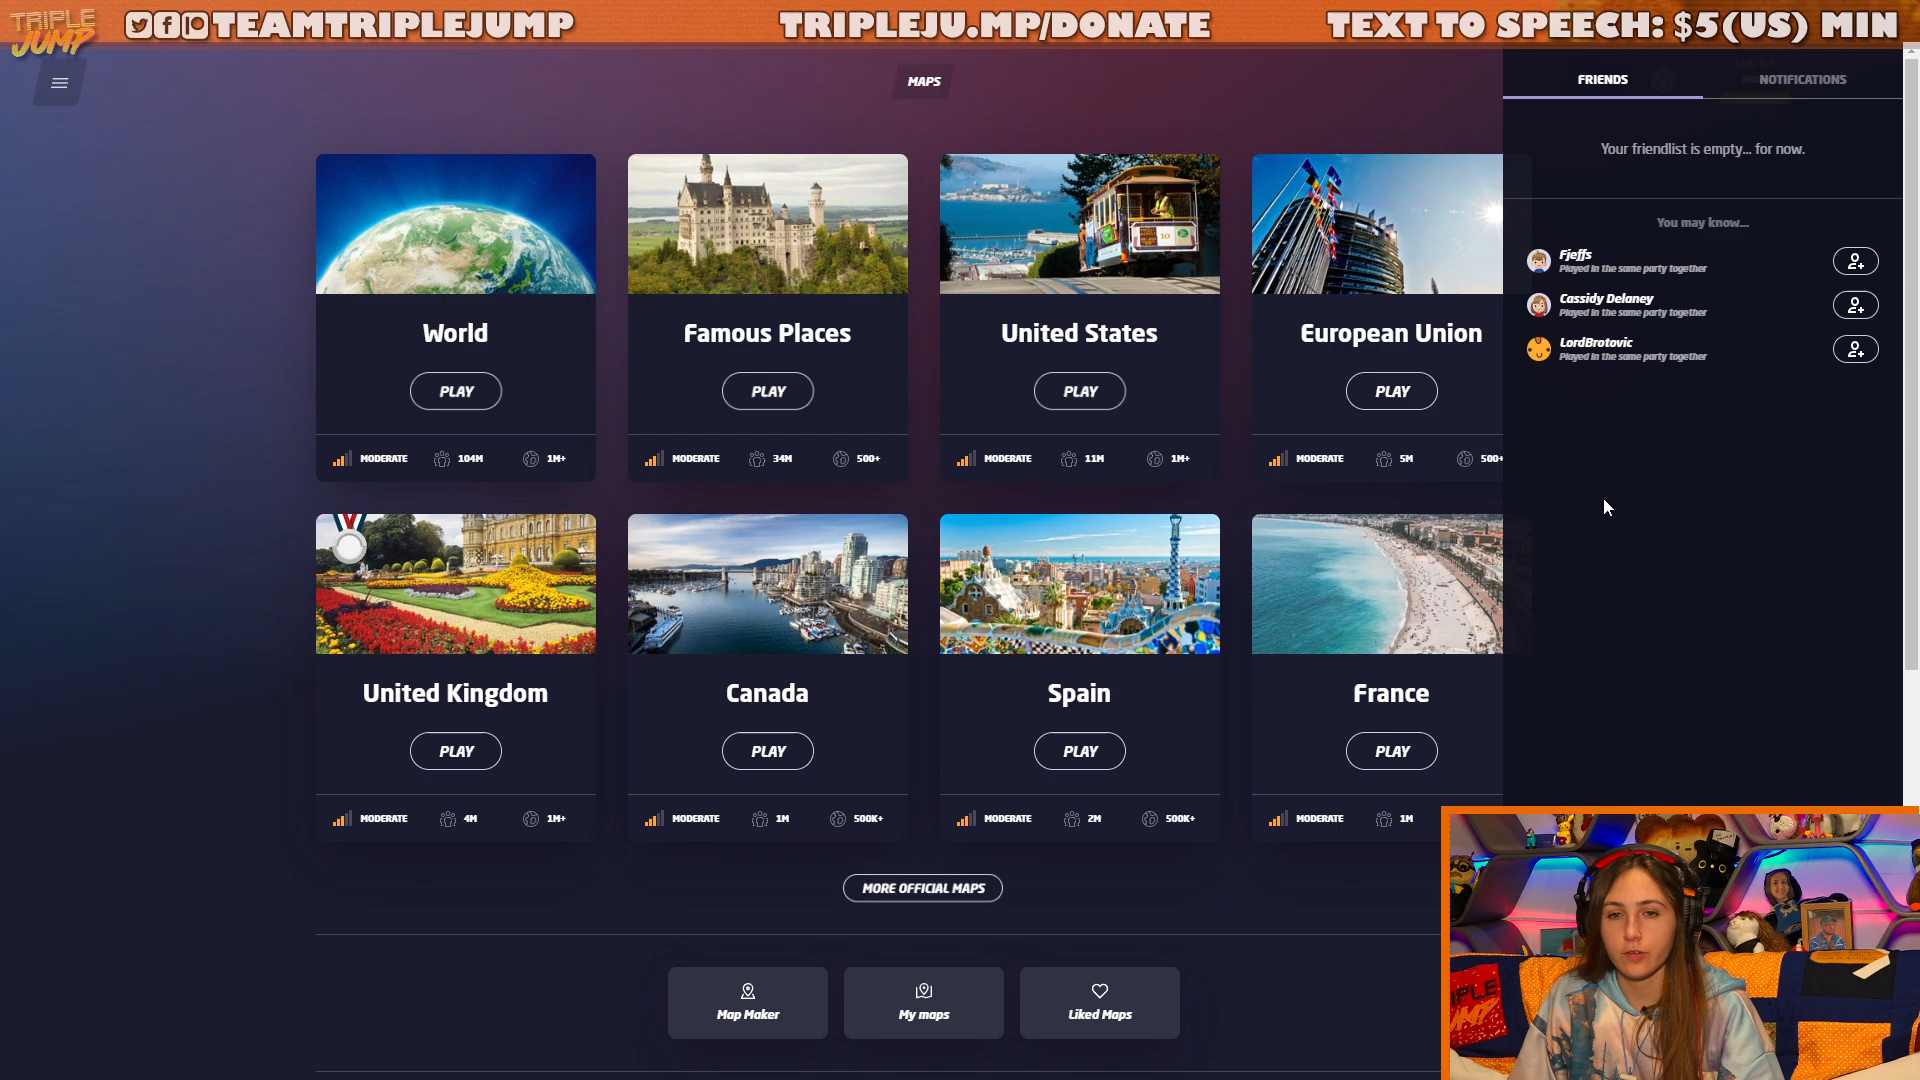 TRIPLE JUMP
TEAMTRIPLEJUMP
TRIPLEJU.MP/DONATE
TEXT TO SPEECH: $5(US) MIN
MAPS
FRIENDS
NOTIFICATIONS
Your friendlist is empty... for now.
You may know...
Fjeffs
Played in the same party together
Cassidy Delaney
Played in the same party together
LordBrotovic
Played in the same party together
World
Famous Places
United States
European Union
PLAY
PLAY
PLAY
PLAY
MODERATE 104M 1M+
MODERATE 34M 500+
MODERATE 11M 1M+
MODERATE 5M 500+
United Kingdom
Canada
Spain
France
PLAY
PLAY
PLAY
PLAY
MODERATE 4M 1M+
MODERATE 1M 500K+
MODERATE 2M 500K+
MODERATE 1M
MORE OFFICIAL MAPS
Map Maker
My maps
Liked Maps